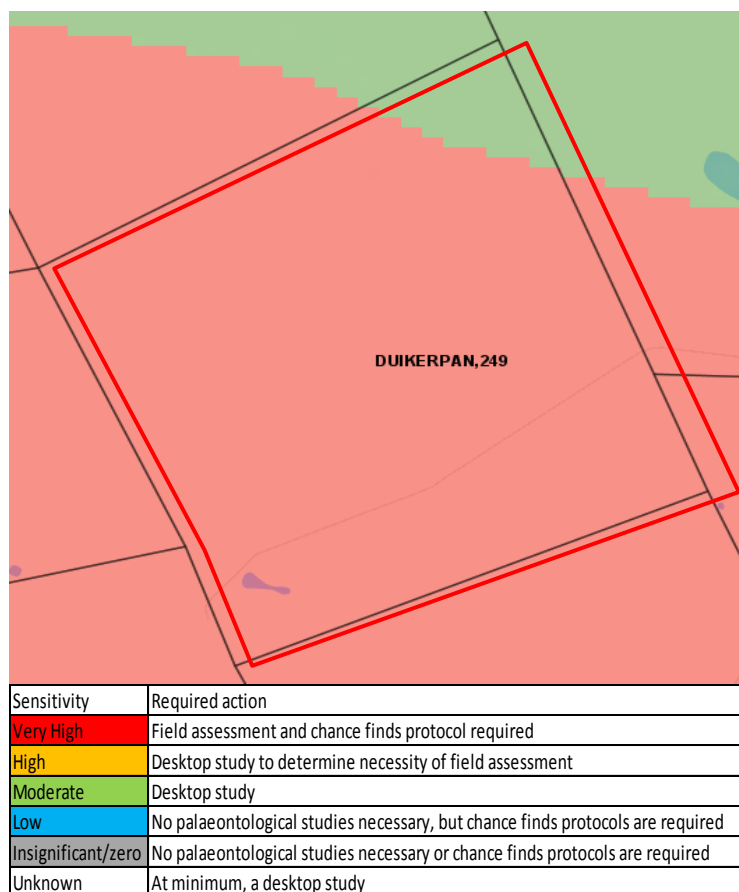 DUIKERPAN,249
Sensitivity Required action
Very High Field assessment and chance finds protocol required
High Desktop study to determine necessity of field assessment
Moderate Desktop study
Low No palaeontological studies necessary, but chance finds protocols are required
Insignificant/zero No palaeontological studies necessary or chance finds protocols are required
Unknown At minimum, a desktop study